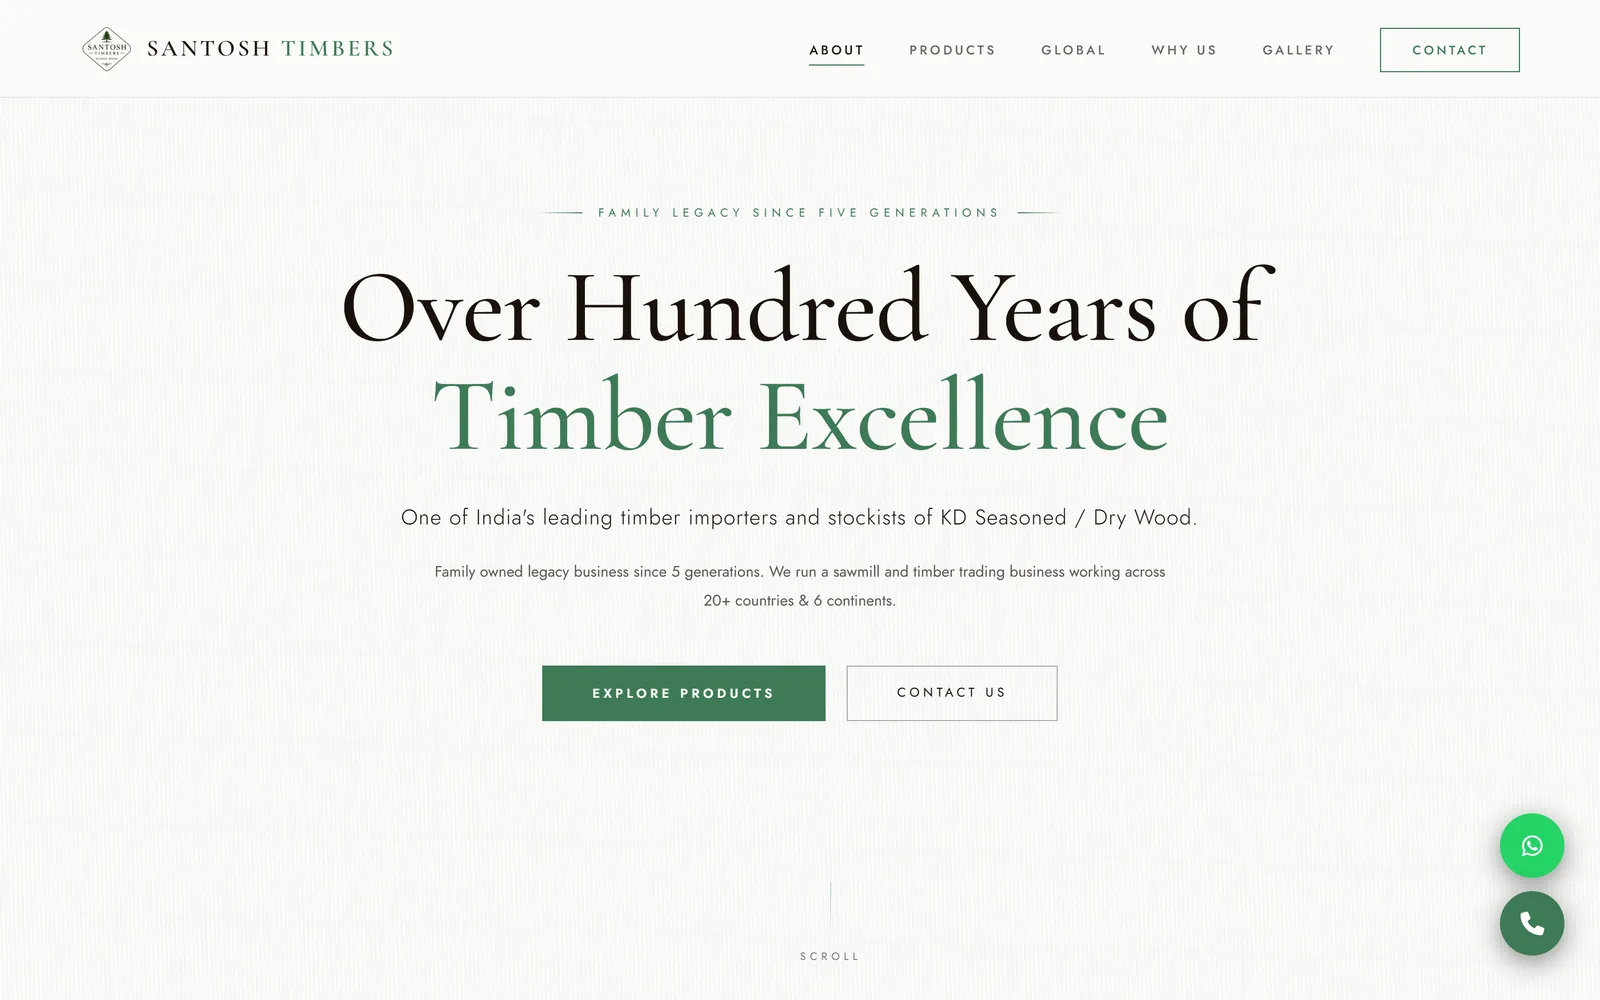 SANTOSH
TIMBERS
SANTOSH TIMBERS
ABOUT
PRODUCTS
GLOBAL
WHY US
GALLERY
CONTACT
FAMILY LEGACY SINCE FIVE GENERATIONS
Over Hundred Years of
Timber Excellence
One of India's leading timber importers and stockists of KD Seasoned / Dry Wood.
Family owned legacy business since 5 generations. We run a sawmill and timber trading business working across
20+ countries & 6 continents.
EXPLORE PRODUCTS
CONTACT US
SCROLL